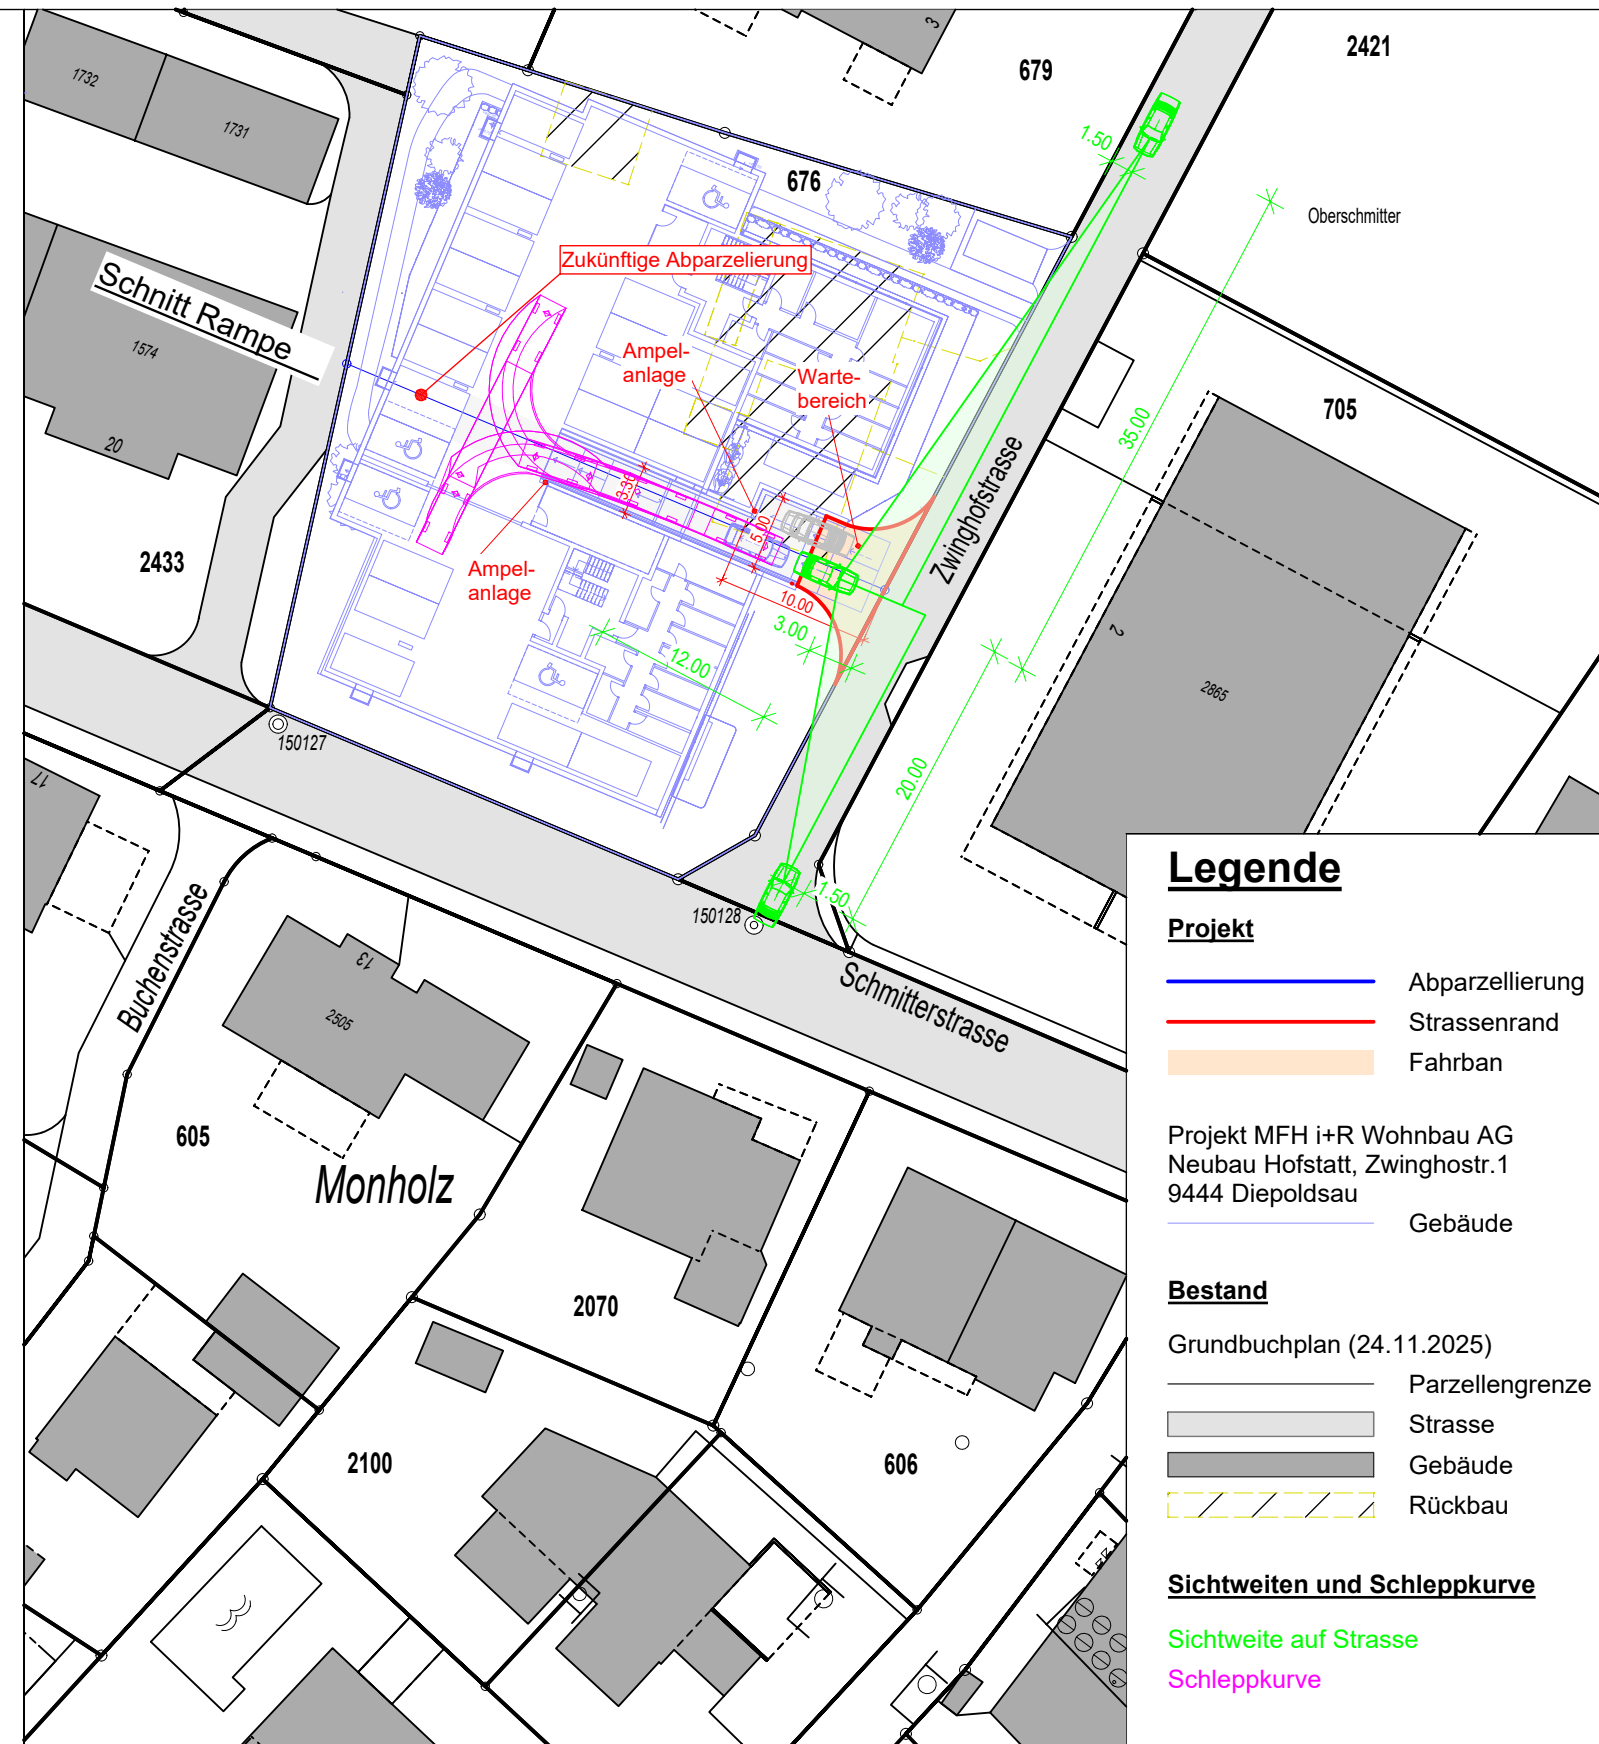 3
2421
679
1732
1731
1.50
676
Oberschmitter
Zukünftige Abparzelierung
Schnitt Rampe
1574
Ampel-
anlage
Warte-
bereich
35.00
705
20
Zwinghofstrasse
3.30
5.00
2433
Ampel-
anlage
10.00
3.00
12.00
2
2865
150127
17
20.00
1.50
150128
Buchenstrasse
13
2505
Schmitterstrasse
605
Monholz
2070
2100
606
Legende
Projekt
Abparzellierung
Strassenrand
Fahrban
Projekt MFH i+R Wohnbau AG
Neubau Hofstatt, Zwinghostr.1
9444 Diepoldsau
Gebäude
Bestand
Grundbuchplan (24.11.2025)
Parzellengrenze
Strasse
Gebäude
Rückbau
Sichtweiten und Schleppkurve
Sichtweite auf Strasse
Schleppkurve